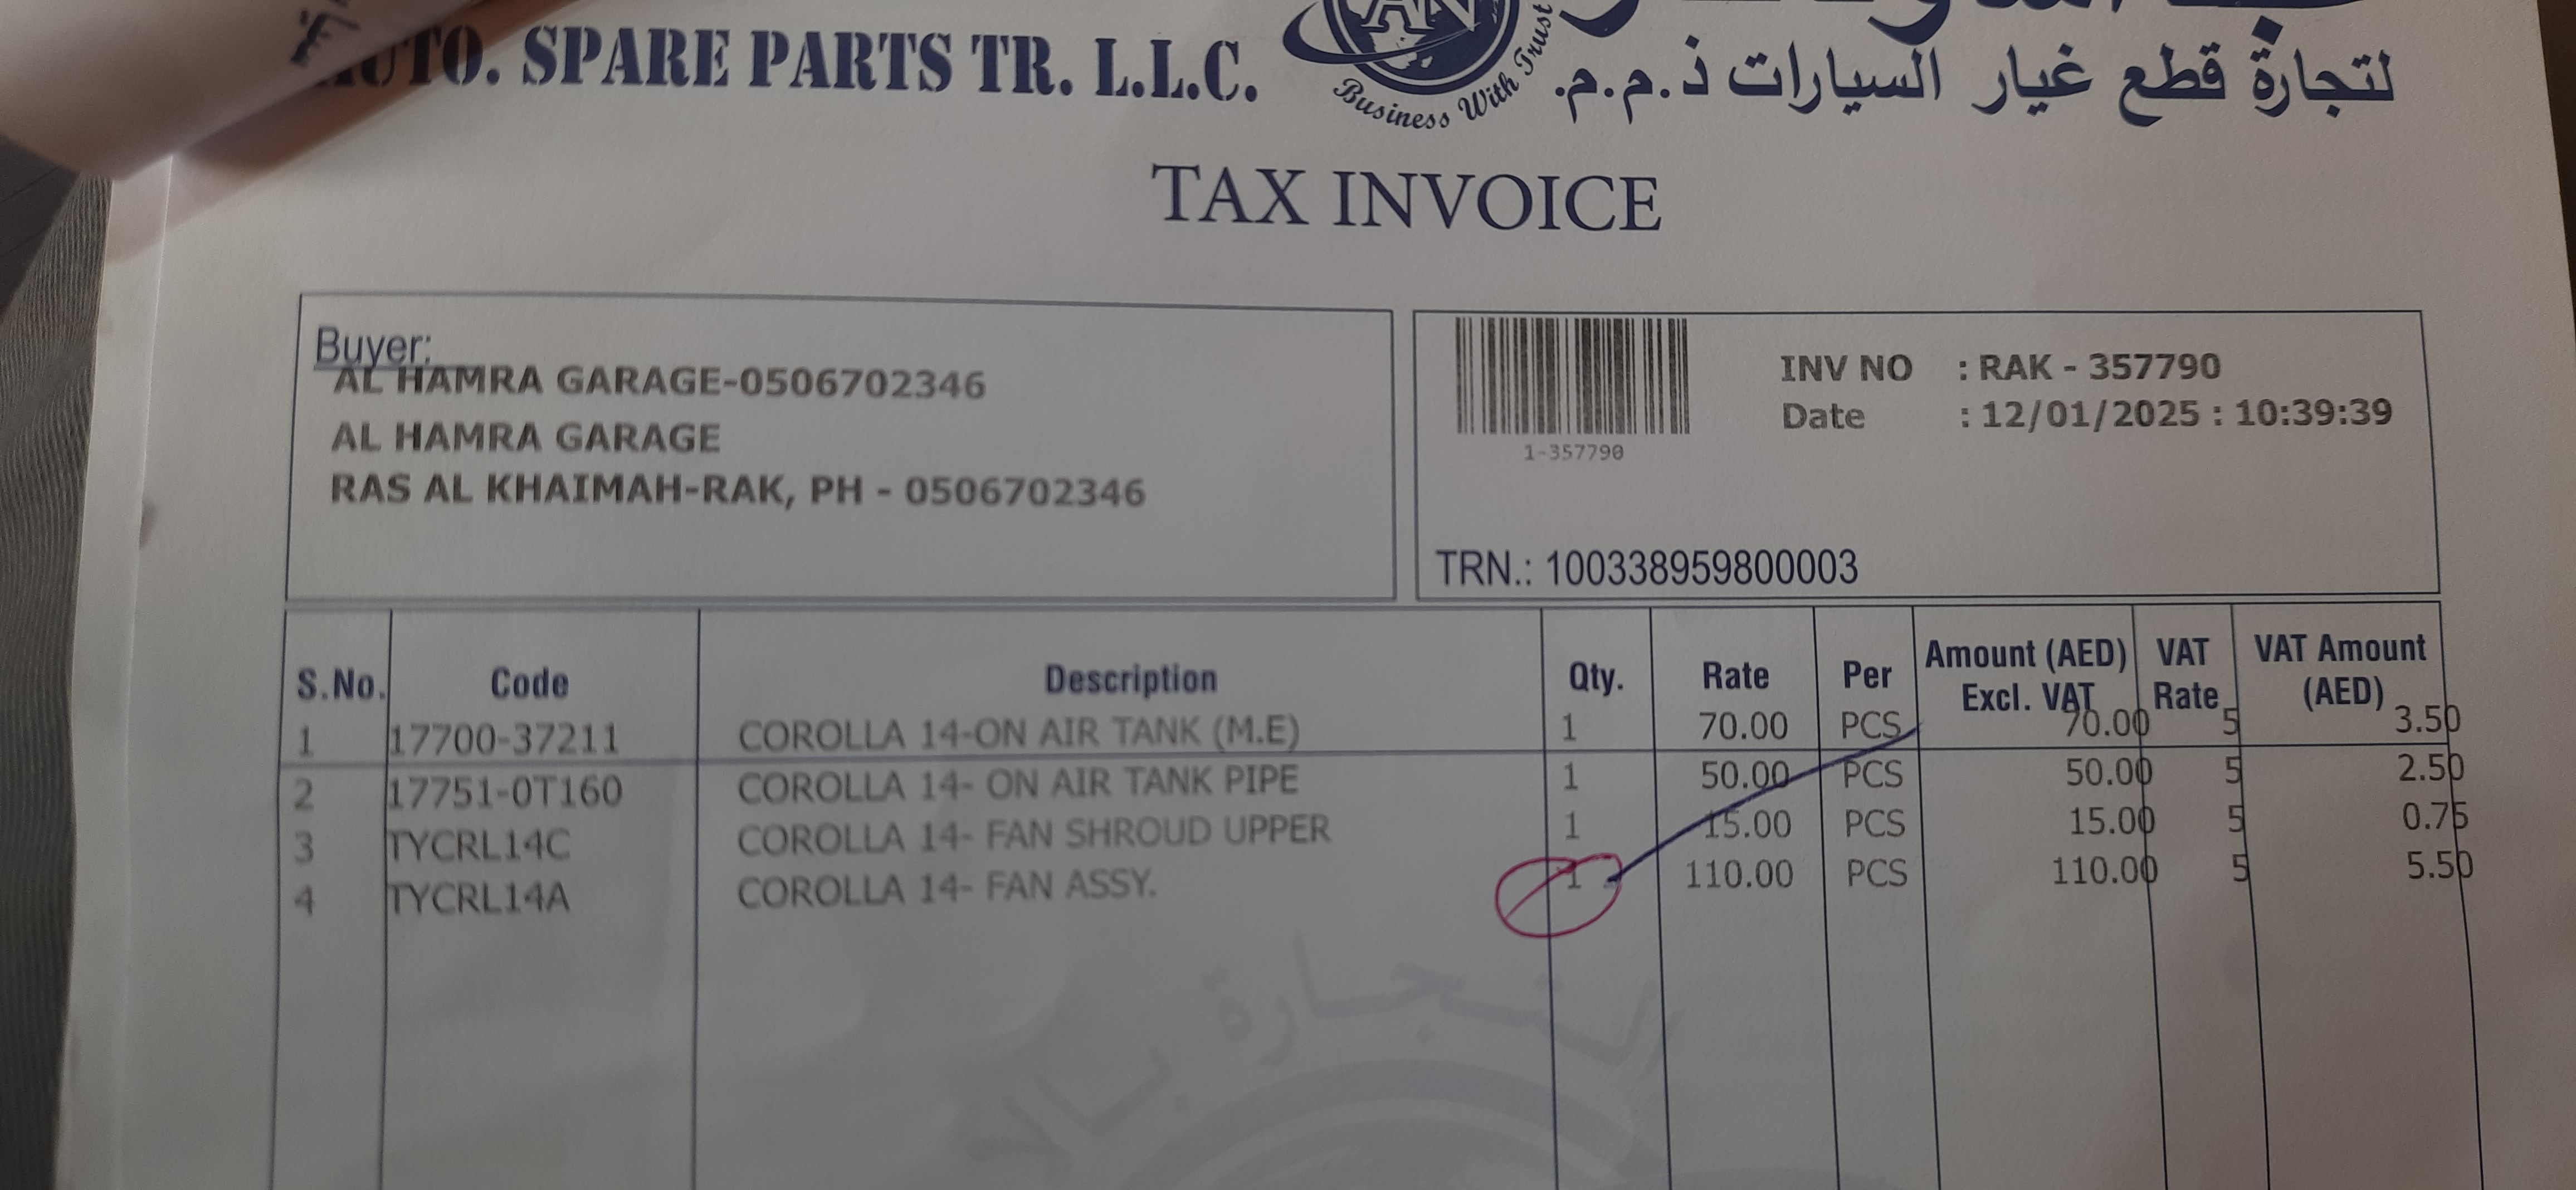 AUTO. SPARE PARTS TR. L.L.C.
Business With Trust
لتجارة قطع غيار السيارات ذ.م.م.
TAX INVOICE
Buyer:
AL HAMRA GARAGE-0506702346
AL HAMRA GARAGE
RAS AL KHAIMAH-RAK, PH - 0506702346
1-357790
INV NO : RAK - 357790
Date : 12/01/2025 : 10:39:39
TRN.: 100338959800003
S.No. Code Description Qty. Rate Per Amount (AED) Excl. VAT VAT Rate VAT Amount (AED)
1 17700-37211 COROLLA 14-ON AIR TANK (M.E) 1 70.00 PCS 70.00 5 3.50
2 17751-0T160 COROLLA 14- ON AIR TANK PIPE 1 50.00 PCS 50.00 5 2.50
3 TYCRL14C COROLLA 14- FAN SHROUD UPPER 1 15.00 PCS 15.00 5 0.75
4 TYCRL14A COROLLA 14- FAN ASSY. 1 110.00 PCS 110.00 5 5.50